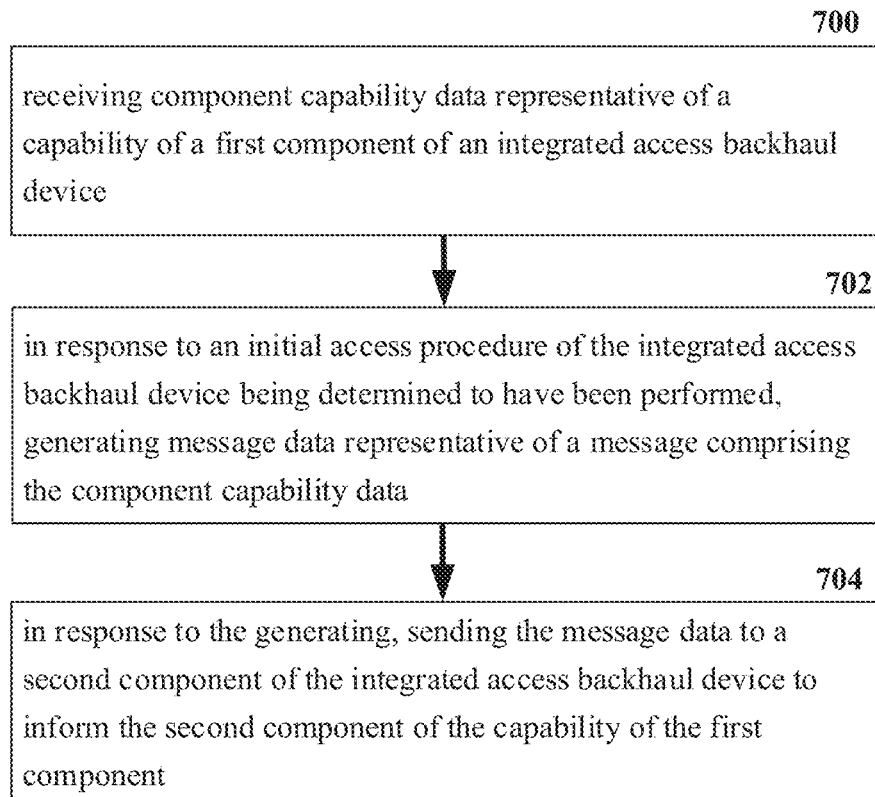 700
receiving component capability data representative of a
capability of a first component of an integrated access backhaul
device
702
in response to an initial access procedure of the integrated access
backhaul device being determined to have been performed,
generating message data representative of a message comprising
the component capability data
704
in response to the generating, sending the message data to a
second component of the integrated access backhaul device to
inform the second component of the capability of the first
component